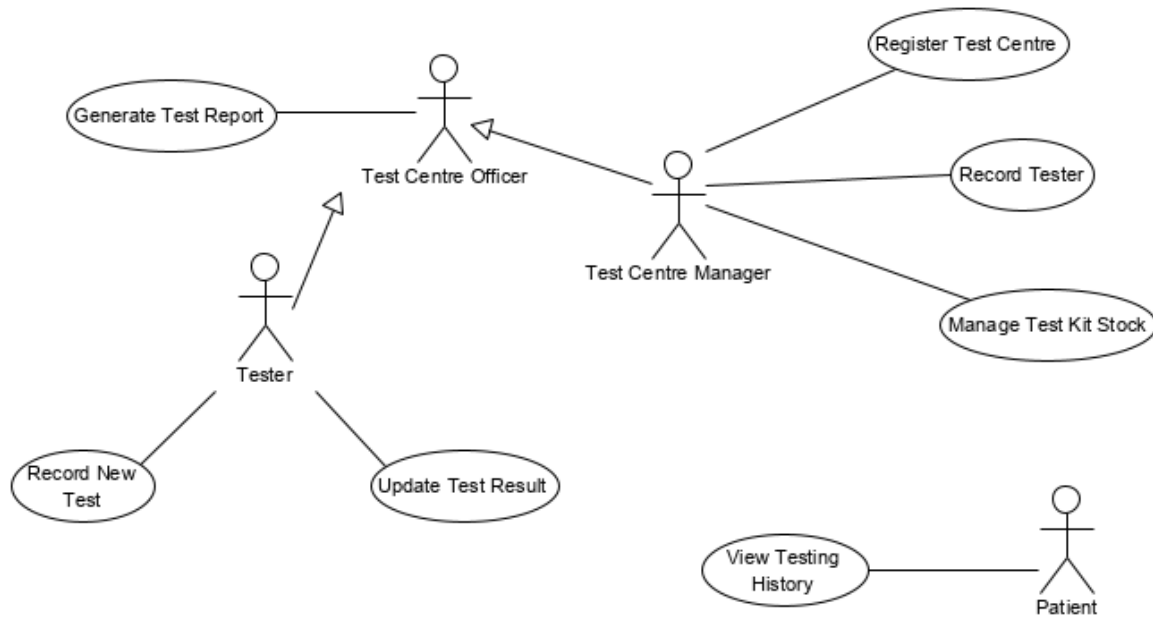 Register Test Centre
Generate Test Report
Test Centre Officer
Record Tester
Test Centre Manager
Manage Test Kit Stock
Tester
Record New
Test
Update Test Result
View Testing
History
Patient